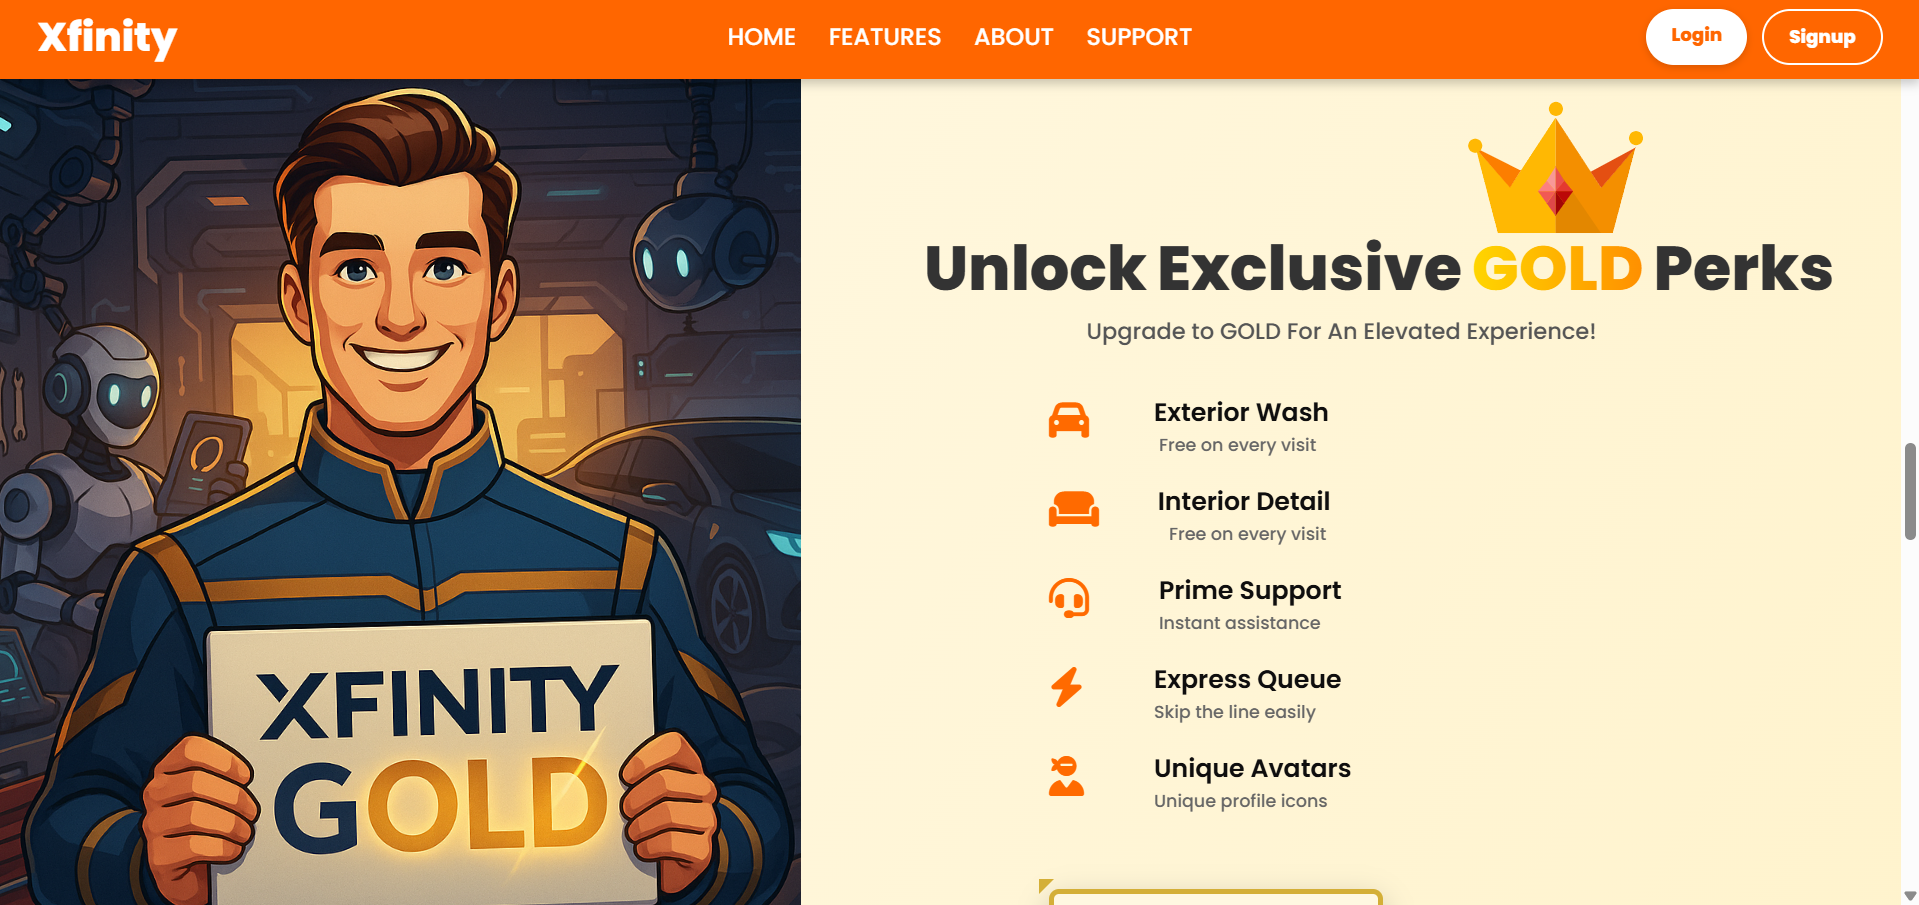 Xfinity
HOME FEATURES ABOUT SUPPORT
Login
Signup
XFINITY
GOLD
Unlock Exclusive GOLD Perks
Upgrade to GOLD For An Elevated Experience!
Exterior Wash
Free on every visit
Interior Detail
Free on every visit
Prime Support
Instant assistance
Express Queue
Skip the line easily
Unique Avatars
Unique profile icons